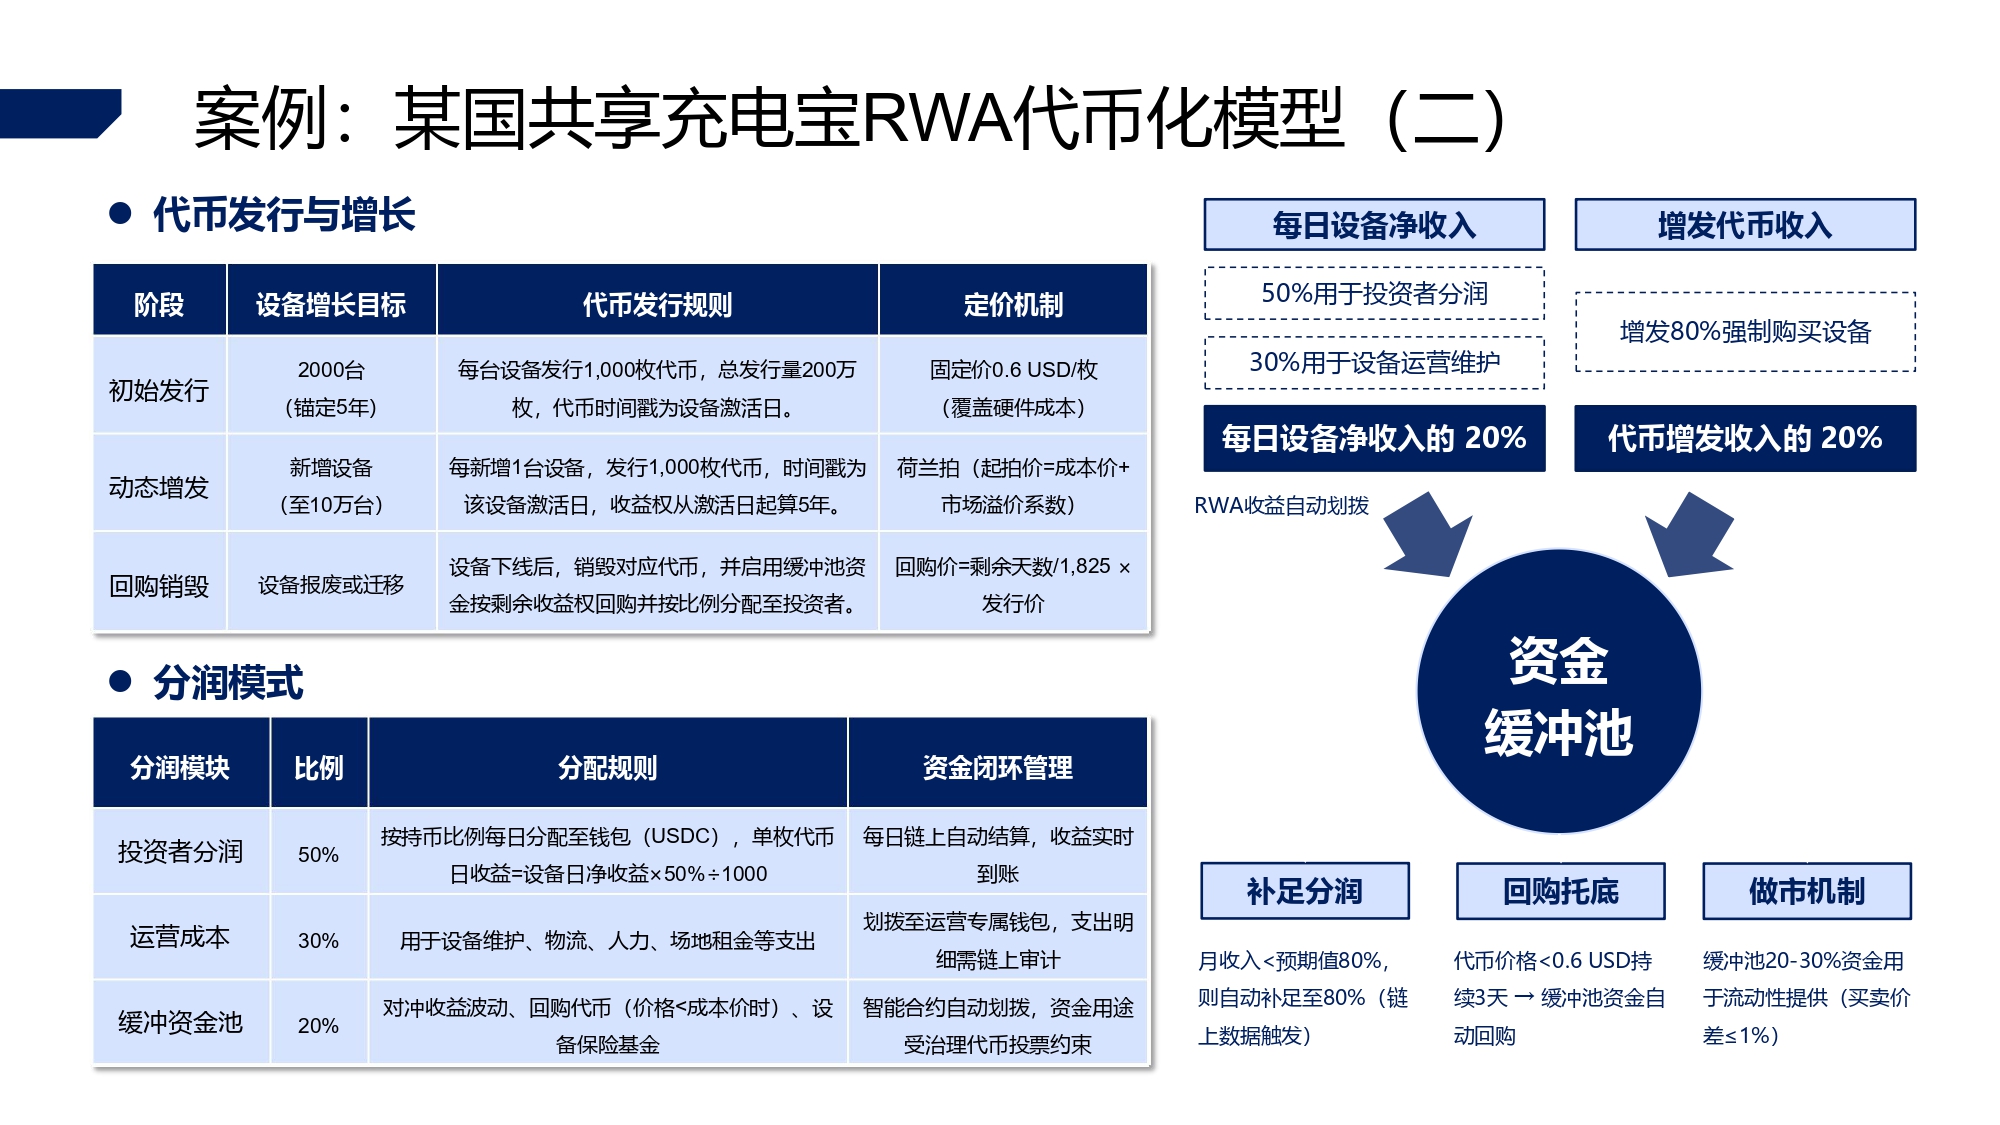 案例：某国共享充电宝RWA代币化模型（二）
● 代币发行与增长
阶段
设备增长目标
代币发行规则
定价机制
初始发行
2000台
（锚定5年）
每台设备发行1,000枚代币，总发行量200万
枚，代币时间戳为设备激活日。
固定价0.6 USD/枚
（覆盖硬件成本）
动态增发
新增设备
（至10万台）
每新增1台设备，发行1,000枚代币，时间戳为
该设备激活日，收益权从激活日起算5年。
荷兰拍（起拍价=成本价+
市场溢价系数）
回购销毁
设备报废或迁移
设备下线后，销毁对应代币，并启用缓冲池资
金按剩余收益权回购并按比例分配至投资者。
回购价=剩余天数/1,825 ×
发行价
● 分润模式
分润模块
比例
分配规则
资金闭环管理
投资者分润
50%
按持币比例每日分配至钱包（USDC），单枚代币
日收益=设备日净收益×50%÷1000
每日链上自动结算，收益实时
到账
运营成本
30%
用于设备维护、物流、人力、场地租金等支出
划拨至运营专属钱包，支出明
细需链上审计
缓冲资金池
20%
对冲收益波动、回购代币（价格<成本价时）、设
备保险基金
智能合约自动划拨，资金用途
受治理代币投票约束
每日设备净收入
增发代币收入
50%用于投资者分润
30%用于设备运营维护
增发80%强制购买设备
每日设备净收入的 20%
代币增发收入的 20%
RWA收益自动划拨
资金
缓冲池
补足分润
月收入<预期值80%，
则自动补足至80%（链
上数据触发）
回购托底
代币价格<0.6 USD持
续3天 → 缓冲池资金自
动回购
做市机制
缓冲池20-30%资金用
于流动性提供（买卖价
差≤1%）